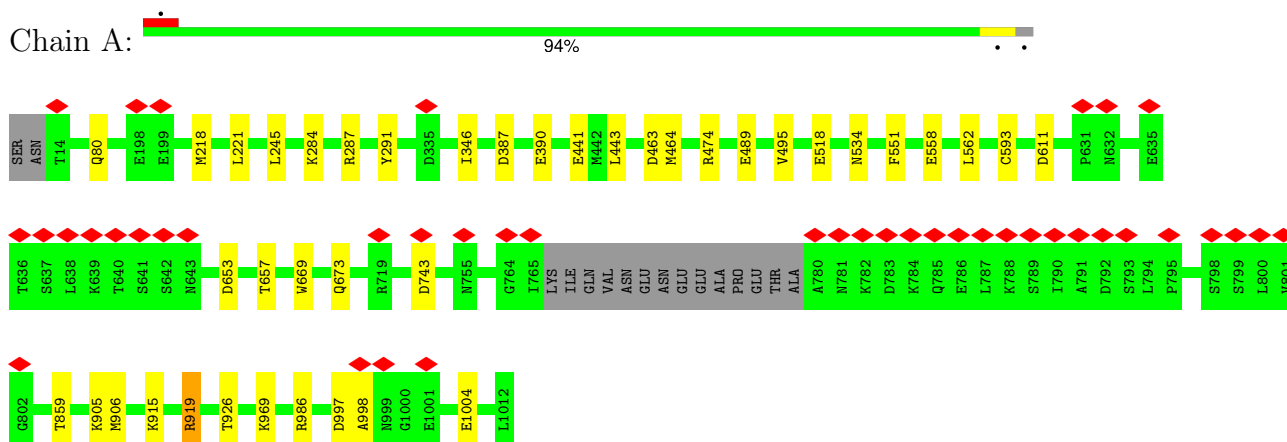 Chain A:
94%
SER ASN T14 Q80 E198 E199 M218 L221 L245 K284 R287 Y291 D335 I346 D387 E390 E441 M442 L443 D463 M464 R474 E489 V495 E518 N534 F551 E558 L562 C593 D611 P631 N632 E635
T636 S637 L638 K639 T640 S641 S642 N643 D653 T657 W669 Q673 R719 D743 N755 G764 I765 LYS ILE GLN VAL ASN GLU ASN GLU GLU ALA PRO GLU THR ALA A780 N781 K782 D783 K784 Q785 E786 L787 K788 S789 I790 A791 D792 S793 L794 P795 S798 S799 L800 V801
G802 T859 K905 M906 K915 R919 T926 K969 R986 D997 A998 N999 G1000 E1001 E1004 L1012